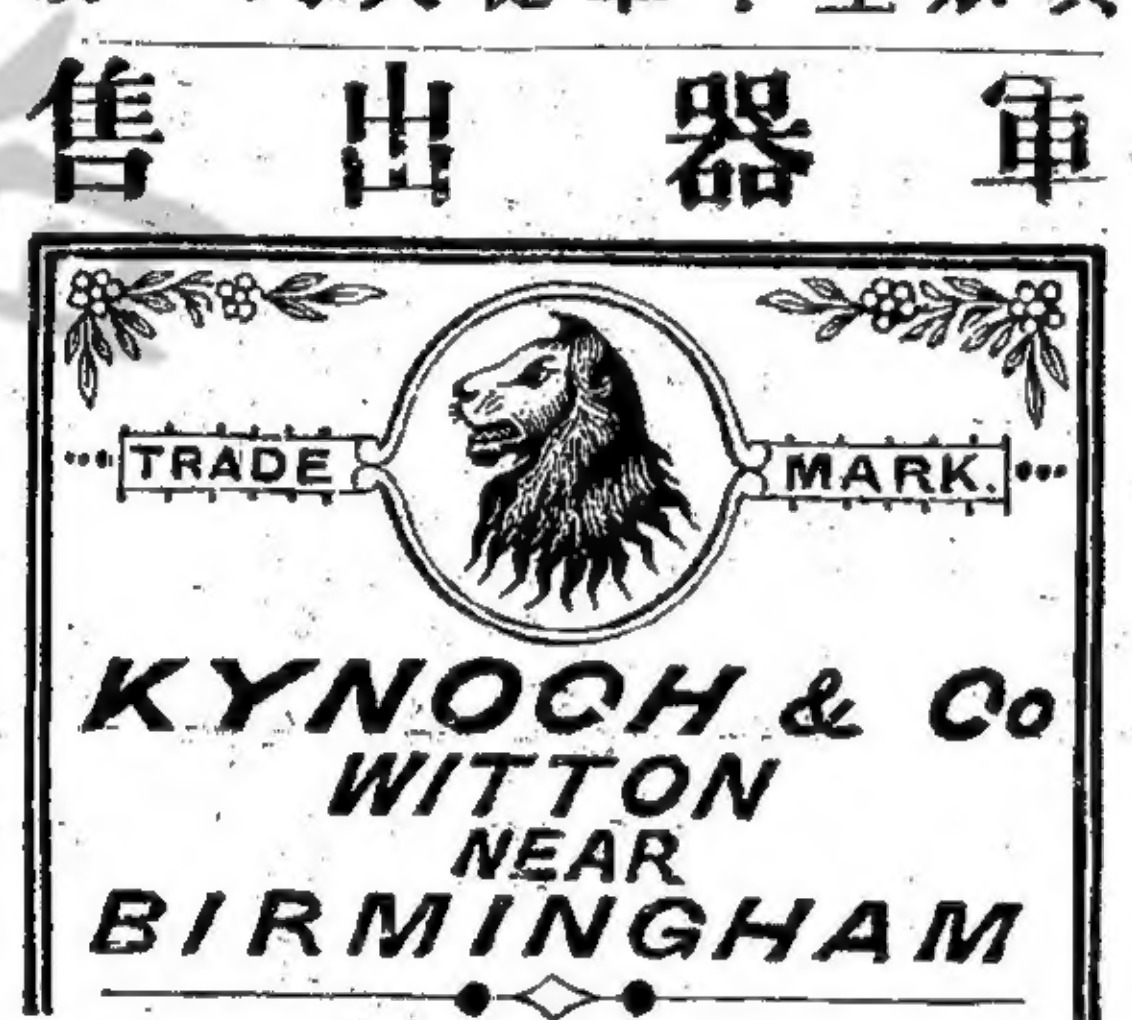 軍器出售
TRADE MARK.
KYNOCH & Co
WITTON
NEAR
BIRMINGHAM